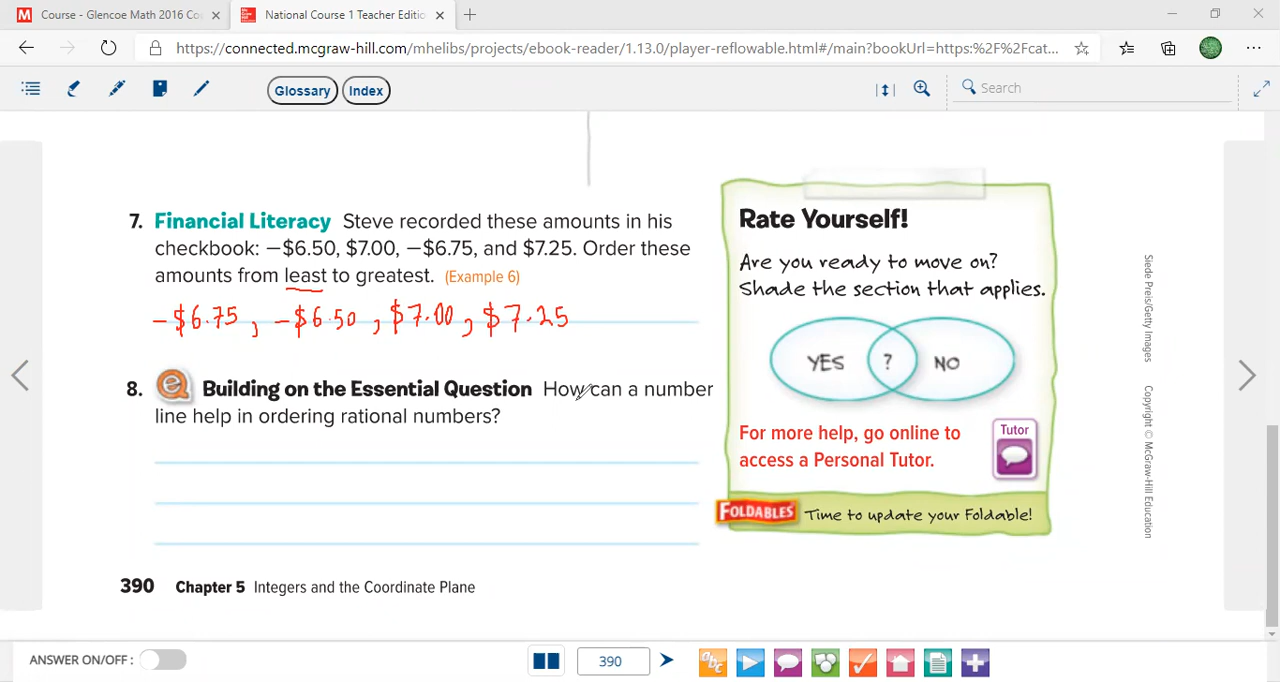 Course - Glencoe Math 2016 Co
National Course 1 Teacher Editio
https://connected.mcgraw-hill.com/mhelibs/projects/ebook-reader/1.13.0/player-reflowable.html#/main?bookUrl=https:%2F%2Fcat...
Glossary
Index
Search
7. Financial Literacy Steve recorded these amounts in his
checkbook: −$6.50, $7.00, −$6.75, and $7.25. Order these
amounts from least to greatest. (Example 6)
-$6.75, -$6.50, $7.00, $7.25
8. e Building on the Essential Question How can a number
line help in ordering rational numbers?
Rate Yourself!
Are you ready to move on?
Shade the section that applies.
YES ? NO
For more help, go online to
access a Personal Tutor.
Tutor
FOLDABLES Time to update your Foldable!
Siede Preis/Getty Images
Copyright © McGraw-Hill Education
390 Chapter 5 Integers and the Coordinate Plane
ANSWER ON/OFF :
390
abc